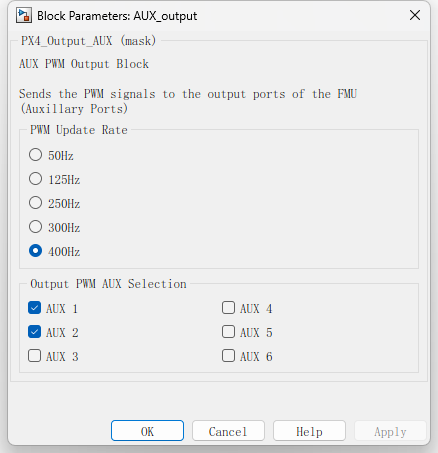 Block Parameters: AUX_output
PX4_Output_AUX (mask)
AUX PWM Output Block
Sends the PWM signals to the output ports of the FMU
(Auxillary Ports)
PWM Update Rate
50Hz
125Hz
250Hz
300Hz
400Hz
Output PWM AUX Selection
AUX 1
AUX 4
AUX 2
AUX 5
AUX 3
AUX 6
OK
Cancel
Help
Apply